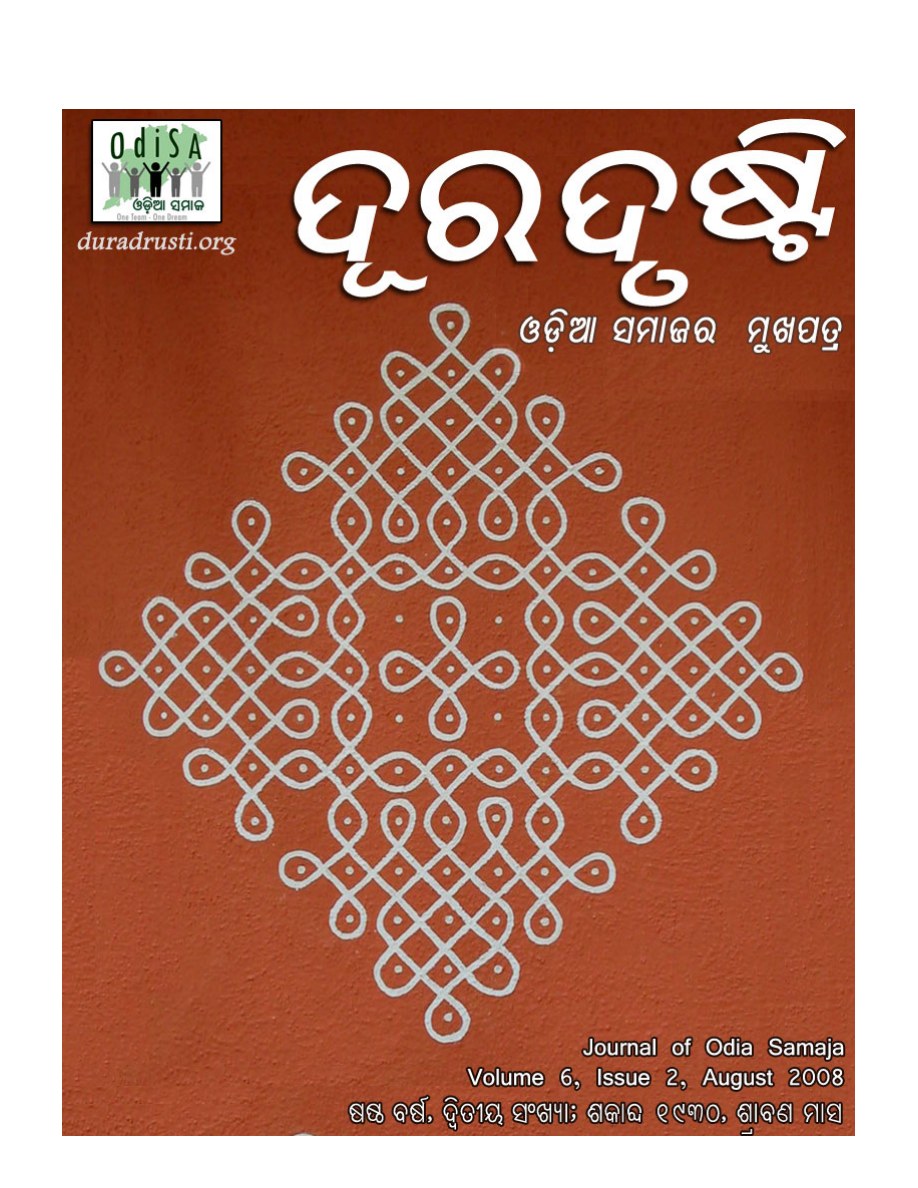 OdiSA
ଓଡ଼ିଆ ସମାଜ
One Team - One Dream
duradrusti.org
ଦୂରଦୃଷ୍ଟି
ଓଡ଼ିଆ ସମାଜର ମୁଖପତ୍ର
Journal of Odia Samaja
Volume 6, Issue 2, August 2008
ଷଷ୍ଠ ବର୍ଷ, ଦ୍ୱିତୀୟ ସଂଖ୍ୟା; ଶକାବ୍ଦ ୧୯୩୦, ଶ୍ରାବଣ ମାସ